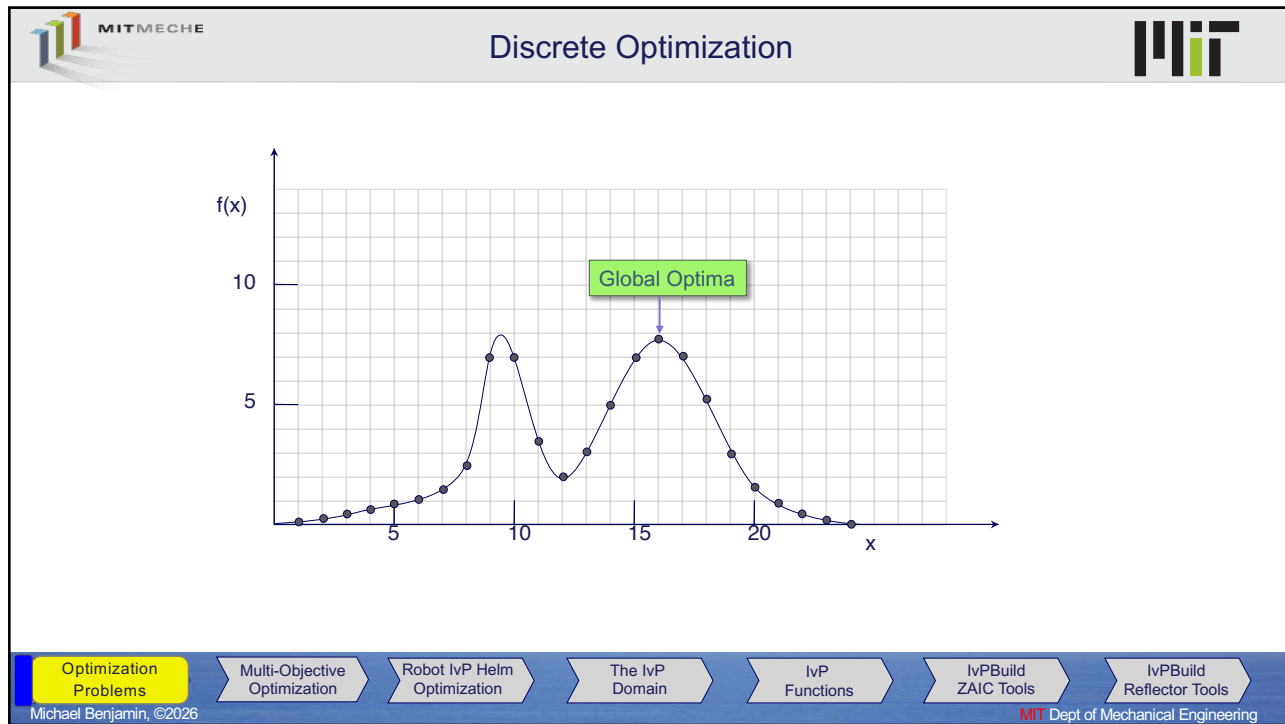 MITMECHE
Discrete Optimization
MIT
f(x)
Global Optima
10
5
5
10
15
20
x
Optimization
Problems
Multi-Objective
Optimization
Robot IvP Helm
Optimization
The IvP
Domain
IvP
Functions
IvPBuild
ZAIC Tools
IvPBuild
Reflector Tools
Michael Benjamin, ©2026
MIT Dept of Mechanical Engineering